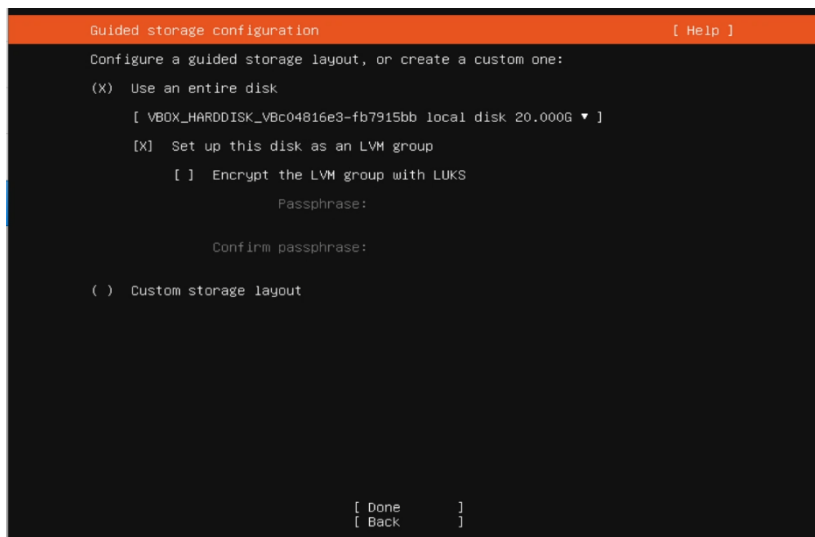 Guided storage configuration [ Help ]
Configure a guided storage layout, or create a custom one:
(X) Use an entire disk
[ VBOX_HARDDISK_VBc04816e3-fb7915bb local disk 20.000G ▾ ]
[X] Set up this disk as an LVM group
[ ] Encrypt the LVM group with LUKS
Passphrase:
Confirm passphrase:
( ) Custom storage layout
[ Done ]
[ Back ]